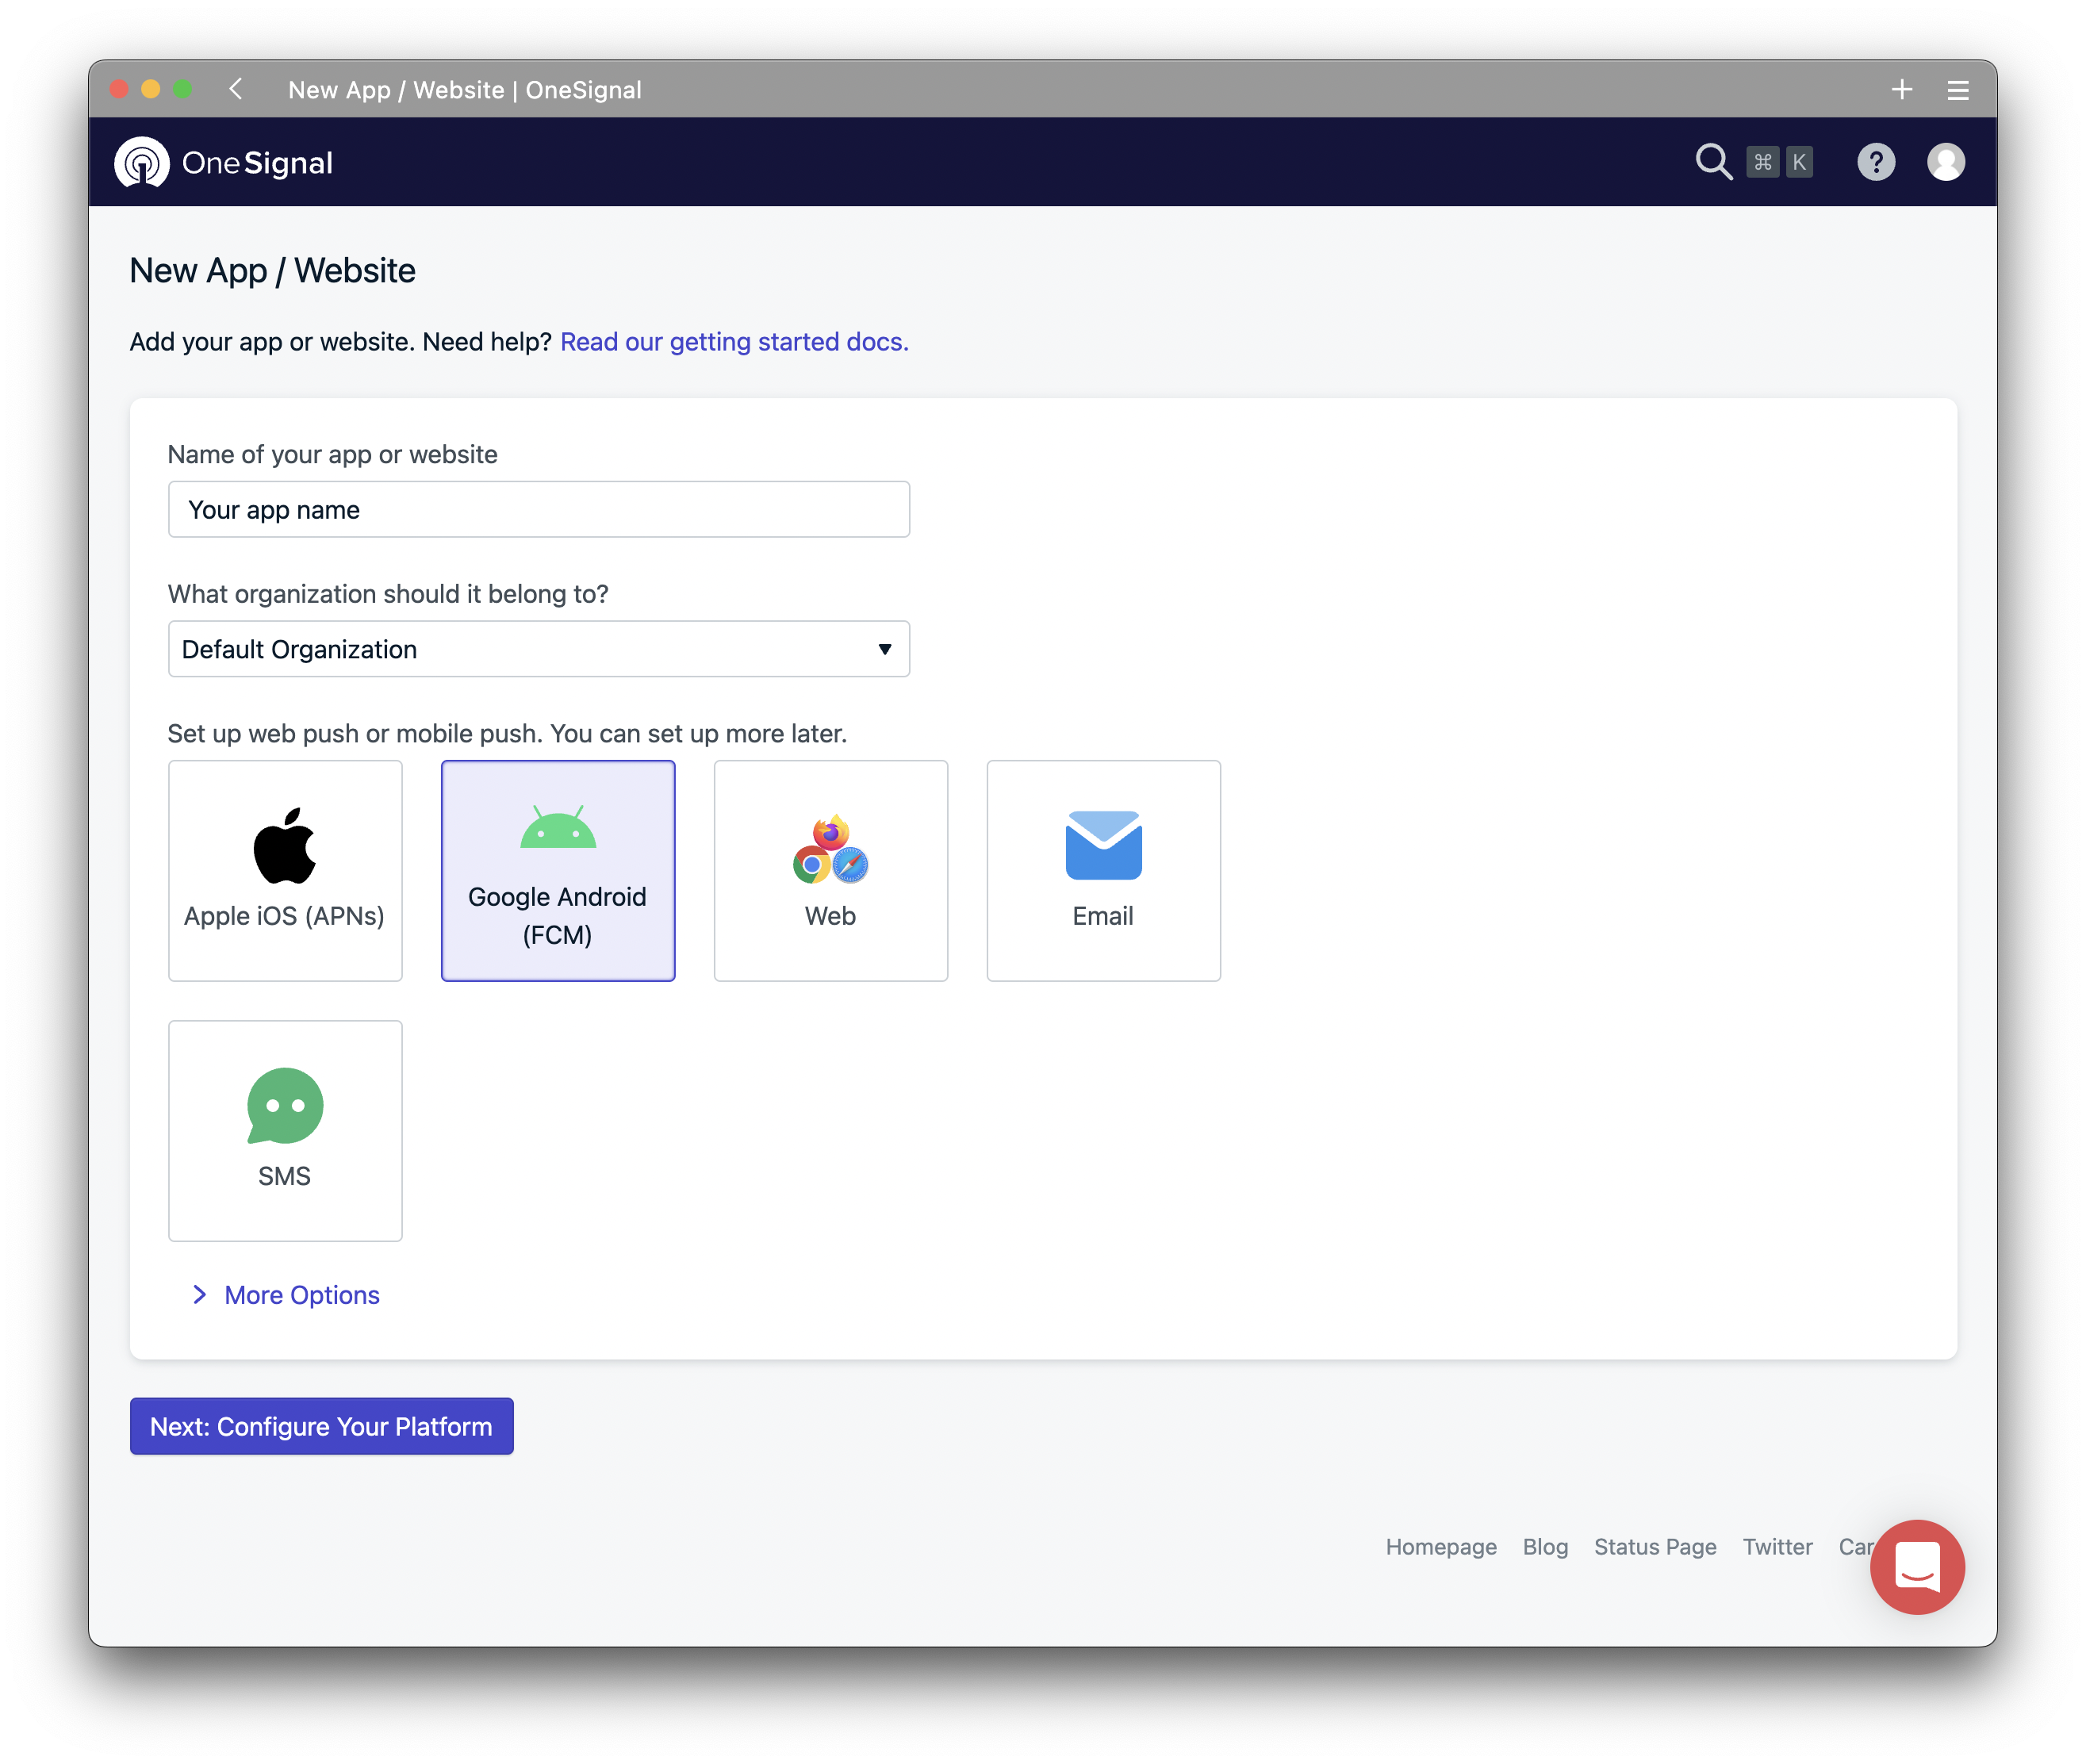 New App / Website | OneSignal
OneSignal
⌘ K
?
New App / Website
Add your app or website. Need help? Read our getting started docs.
Name of your app or website
Your app name
What organization should it belong to?
Default Organization
Set up web push or mobile push. You can set up more later.
Apple iOS (APNs)
Google Android
(FCM)
Web
Email
SMS
More Options
Next: Configure Your Platform
Homepage Blog Status Page Twitter Car